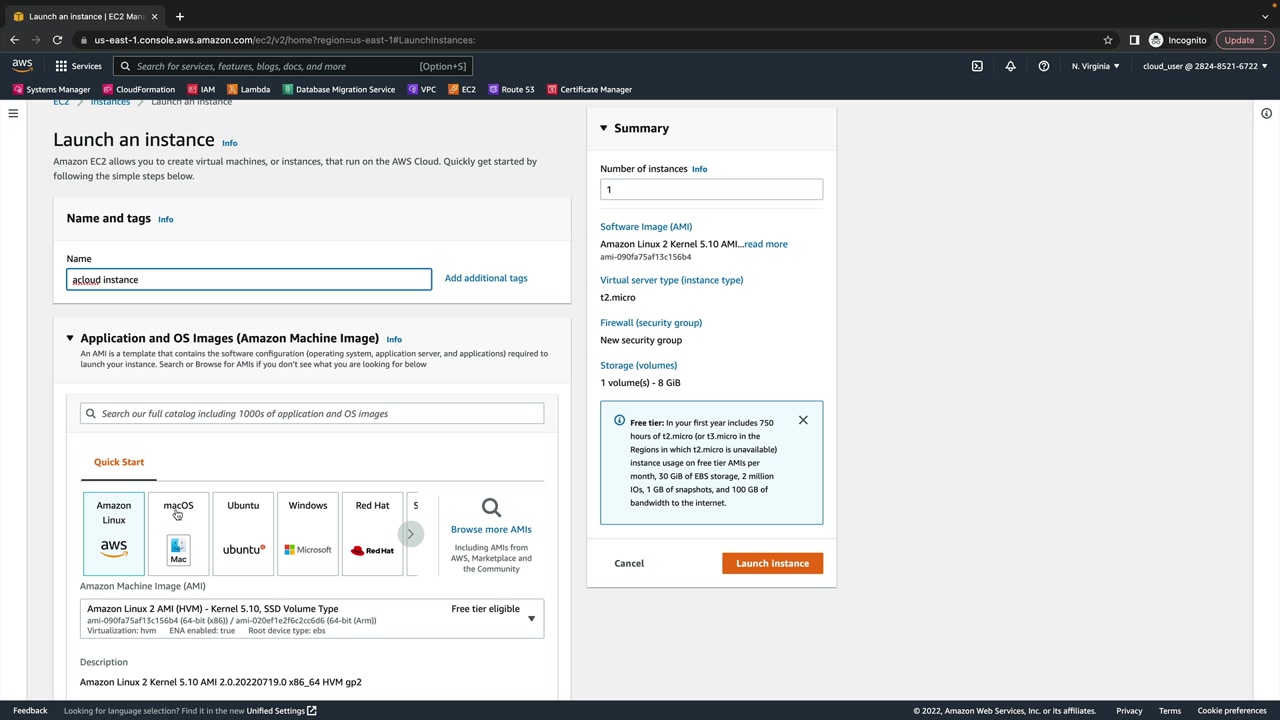 Launch an instance | EC2 Man
us-east-1.console.aws.amazon.com/ec2/v2/home?region=us-east-1#LaunchInstances:
Incognito
Update
aws
Services
Search for services, features, blogs, docs, and more
[Option+S]
N. Virginia
cloud_user @ 2824-8521-6722
Systems Manager
CloudFormation
IAM
Lambda
Database Migration Service
VPC
EC2
Route 53
Certificate Manager
EC2
Instances
Launch an instance
Launch an instance Info
Amazon EC2 allows you to create virtual machines, or instances, that run on the AWS Cloud. Quickly get started by
following the simple steps below.
Name and tags Info
Name
acloud instance
Add additional tags
Application and OS Images (Amazon Machine Image) Info
An AMI is a template that contains the software configuration (operating system, application server, and applications) required to
launch your instance. Search or Browse for AMIs if you don't see what you are looking for below
Search our full catalog including 1000s of application and OS images
Quick Start
Amazon
Linux
aws
macOS
Mac
Ubuntu
ubuntu
Windows
Microsoft
Red Hat
Red Hat
S
Browse more AMIs
Including AMIs from
AWS, Marketplace and
the Community
Amazon Machine Image (AMI)
Amazon Linux 2 AMI (HVM) - Kernel 5.10, SSD Volume Type
Free tier eligible
ami-090fa75af13c156b4 (64-bit (x86)) / ami-020ef1e2f6c2cc6d6 (64-bit (Arm))
Virtualization: hvm ENA enabled: true Root device type: ebs
Description
Amazon Linux 2 Kernel 5.10 AMI 2.0.20220719.0 x86_64 HVM gp2
Summary
Number of instances Info
1
Software Image (AMI)
Amazon Linux 2 Kernel 5.10 AMI...read more
ami-090fa75af13c156b4
Virtual server type (instance type)
t2.micro
Firewall (security group)
New security group
Storage (volumes)
1 volume(s) - 8 GiB
Free tier: In your first year includes 750
hours of t2.micro (or t3.micro in the
Regions in which t2.micro is unavailable)
instance usage on free tier AMIs per
month, 30 GiB of EBS storage, 2 million
IOs, 1 GB of snapshots, and 100 GB of
bandwidth to the internet.
Cancel
Launch instance
Feedback
Looking for language selection? Find it in the new Unified Settings
© 2022, Amazon Web Services, Inc. or its affiliates.
Privacy
Terms
Cookie preferences